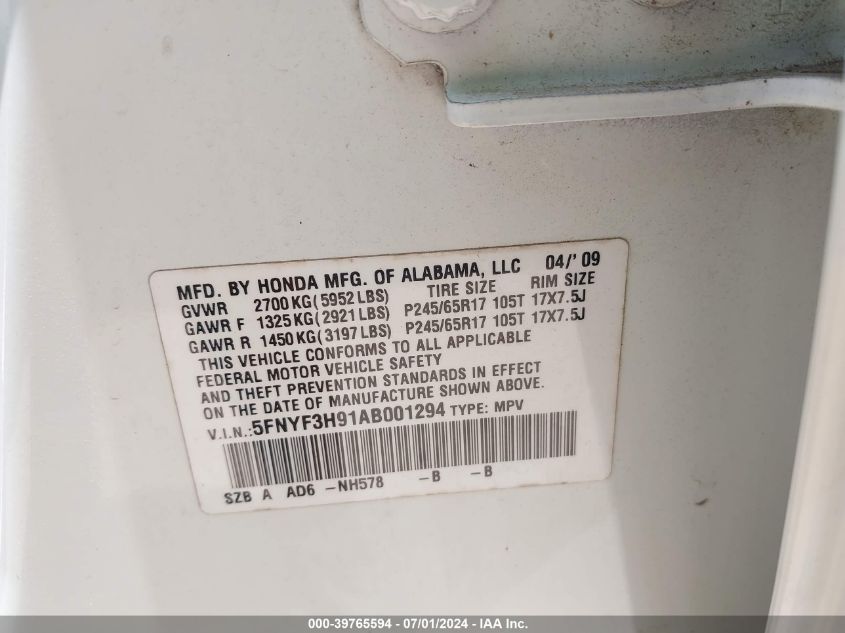 MFD. BY HONDA MFG. OF ALABAMA, LLC 04/'09
GVWR 2700 KG(5952 LBS) TIRE SIZE RIM SIZE
GAWR F 1325 KG(2921 LBS) P245/65R17 105T 17X7.5J
GAWR R 1450 KG(3197 LBS) P245/65R17 105T 17X7.5J
THIS VEHICLE CONFORMS TO ALL APPLICABLE
FEDERAL MOTOR VEHICLE SAFETY
AND THEFT PREVENTION STANDARDS IN EFFECT
ON THE DATE OF MANUFACTURE SHOWN ABOVE.
V.I.N.:5FNYF3H91AB001294 TYPE: MPV
SZB A AD6 -NH578 -B -B
000-39765594 - 07/01/2024 - IAA Inc.